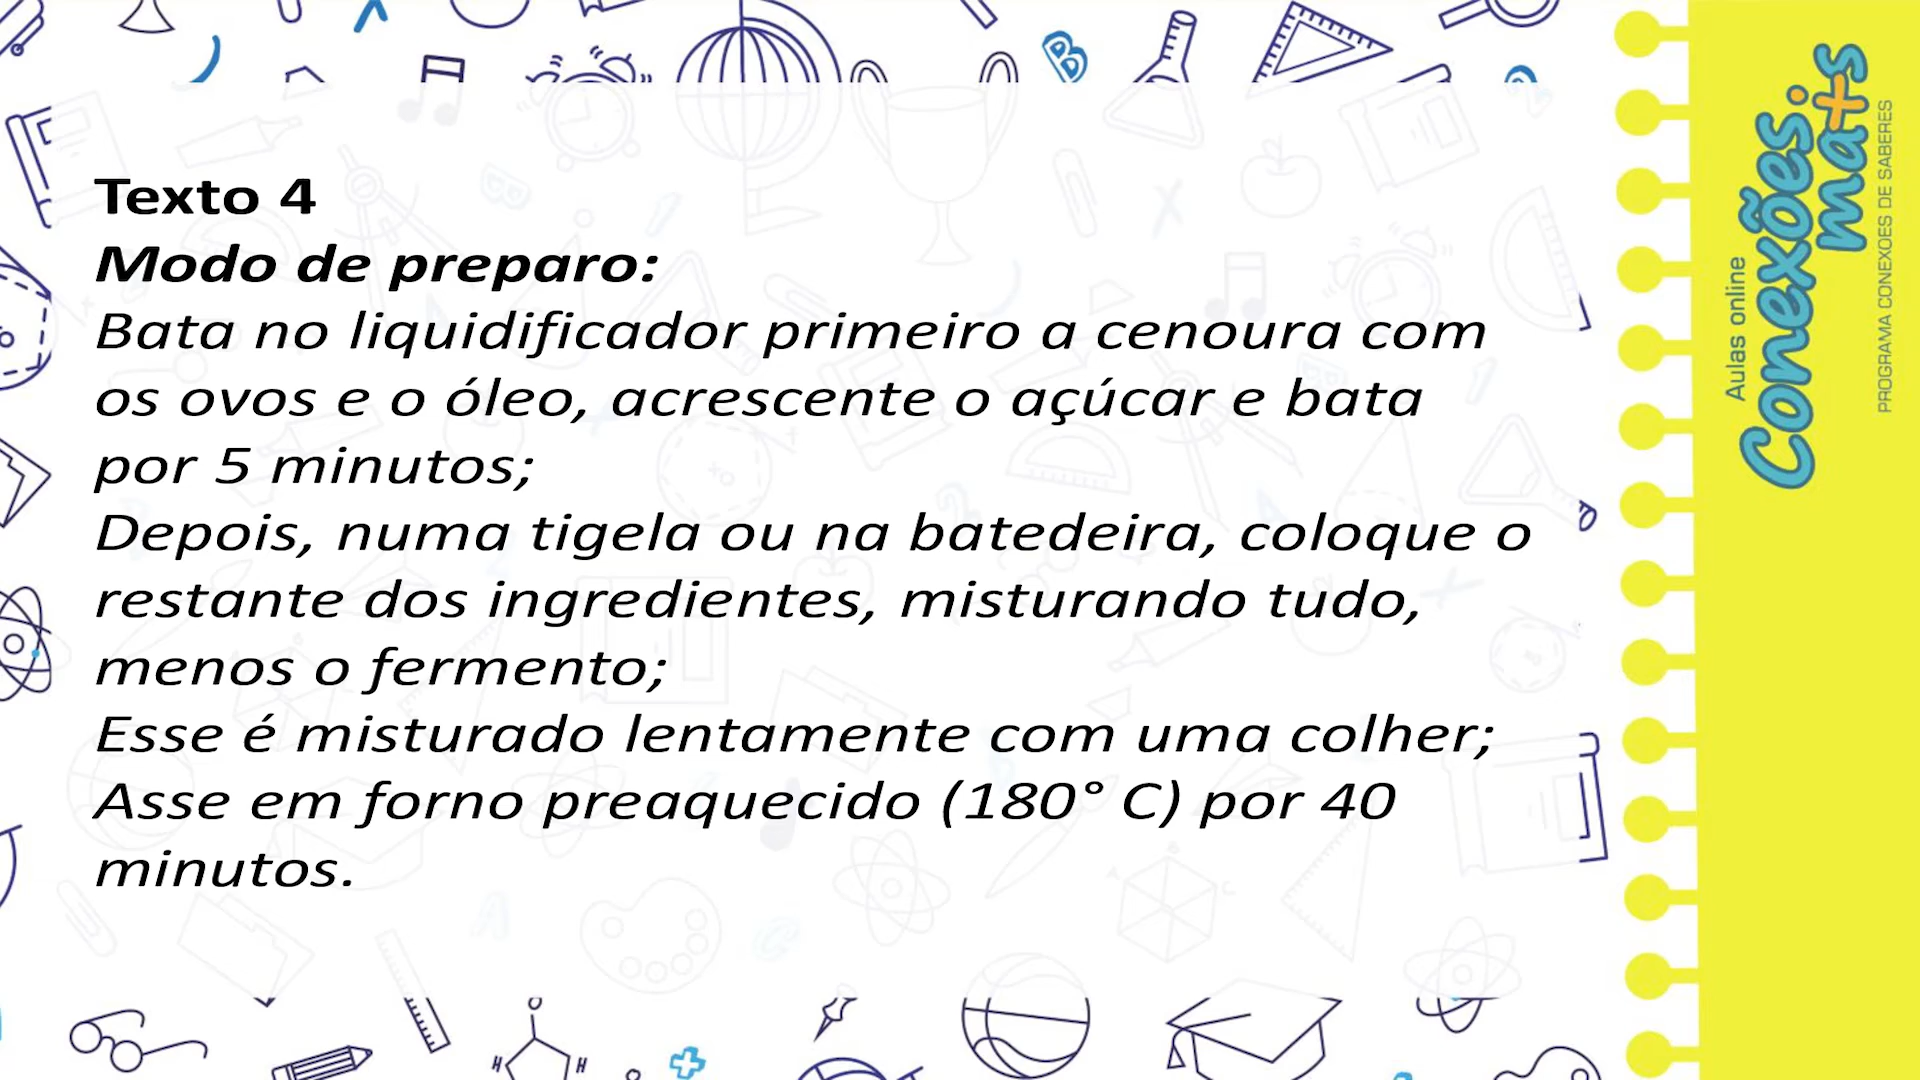 Texto 4
Modo de preparo:
Bata no liquidificador primeiro a cenoura com
os ovos e o óleo, acrescente o açúcar e bata
por 5 minutos;
Depois, numa tigela ou na batedeira, coloque o
restante dos ingredientes, misturando tudo,
menos o fermento;
Esse é misturado lentamente com uma colher;
Asse em forno preaquecido (180° C) por 40
minutos.
Aulas online
Conexões.
ma+s
PROGRAMA CONEXOES DE SABERES